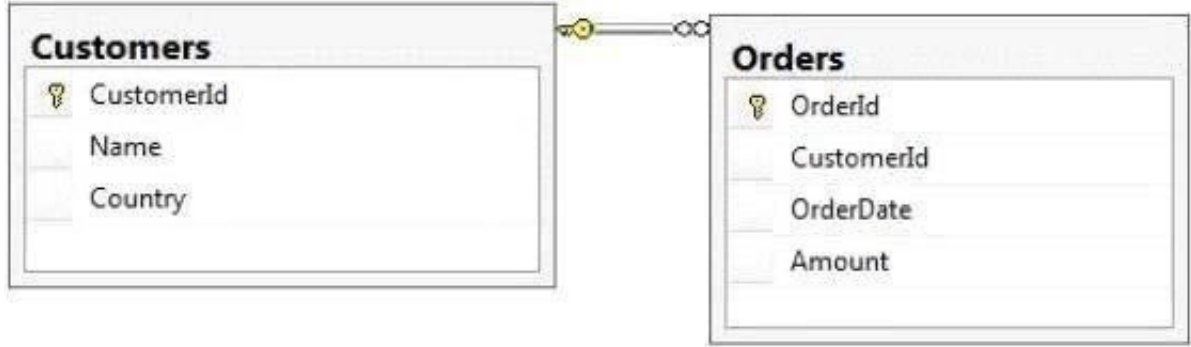 Customers
CustomerId
Name
Country
Orders
OrderId
CustomerId
OrderDate
Amount